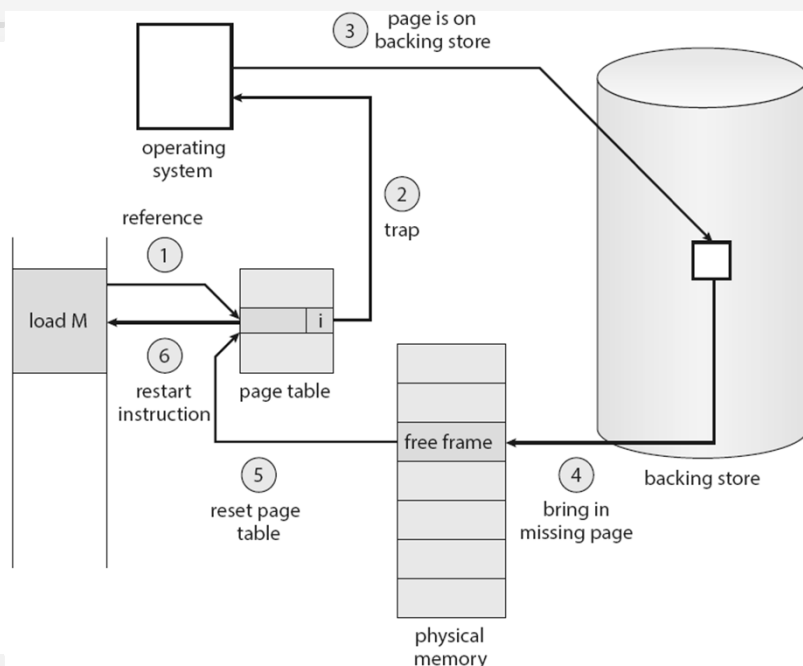 3
page is on
backing store
operating
system
2
trap
reference
1
load M
i
6
restart
instruction
page table
free frame
5
reset page
table
4
bring in
missing page
backing store
physical
memory